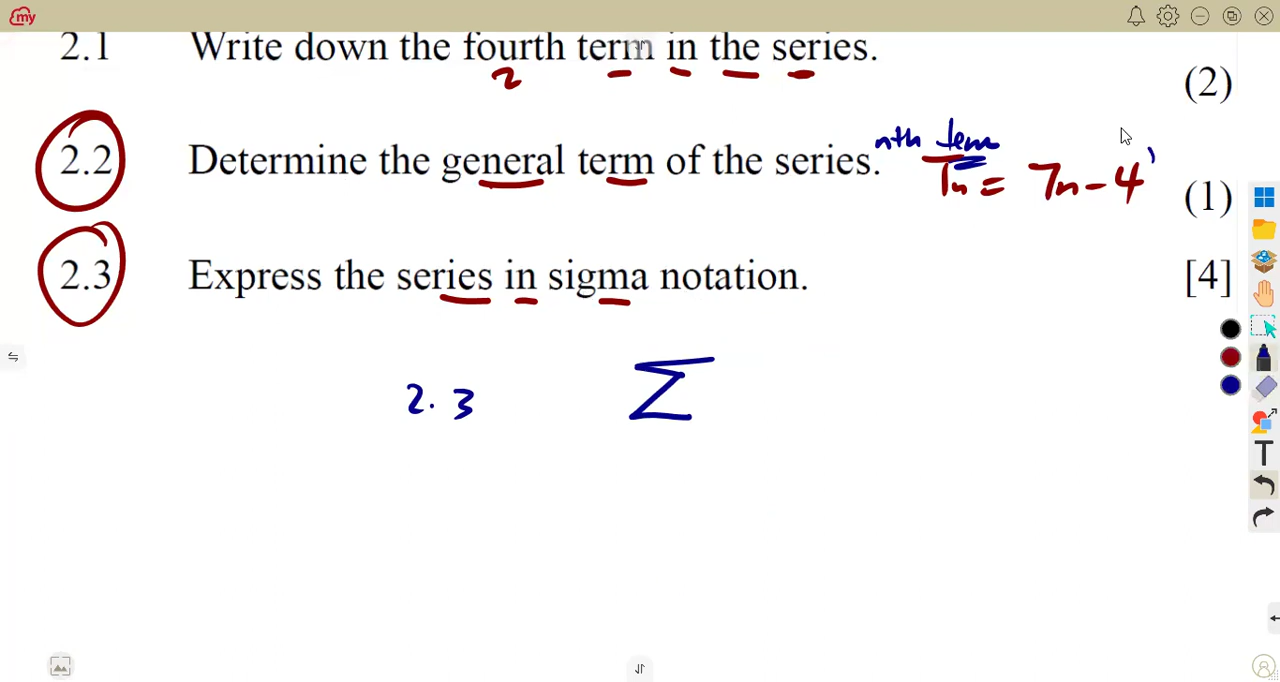 my
2.1 Write down the fourth term in the series.
(2)
2.2 Determine the general term of the series. nth term
Tn = 7n - 4
(1)
2.3 Express the series in sigma notation. [4]
2.3 Σ
T